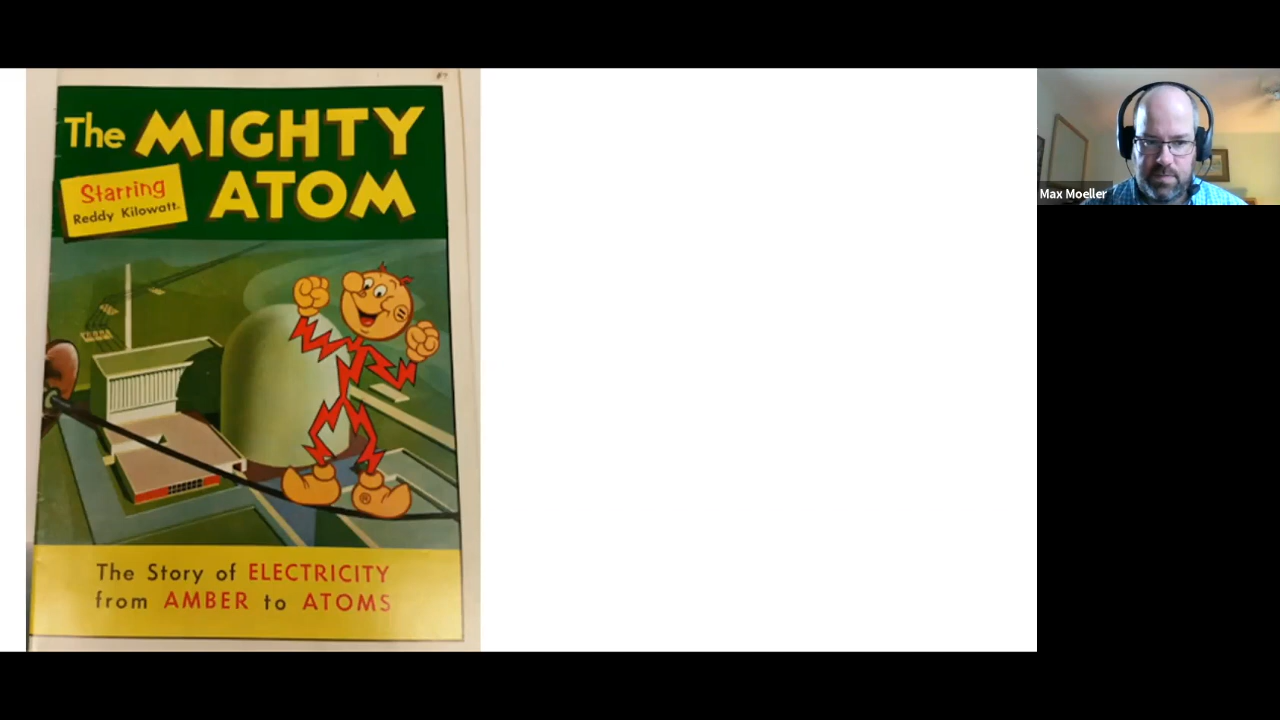 The MIGHTY
ATOM
Starring
Reddy Kilowatt.
The Story of ELECTRICITY
from AMBER to ATOMS
Max Moeller